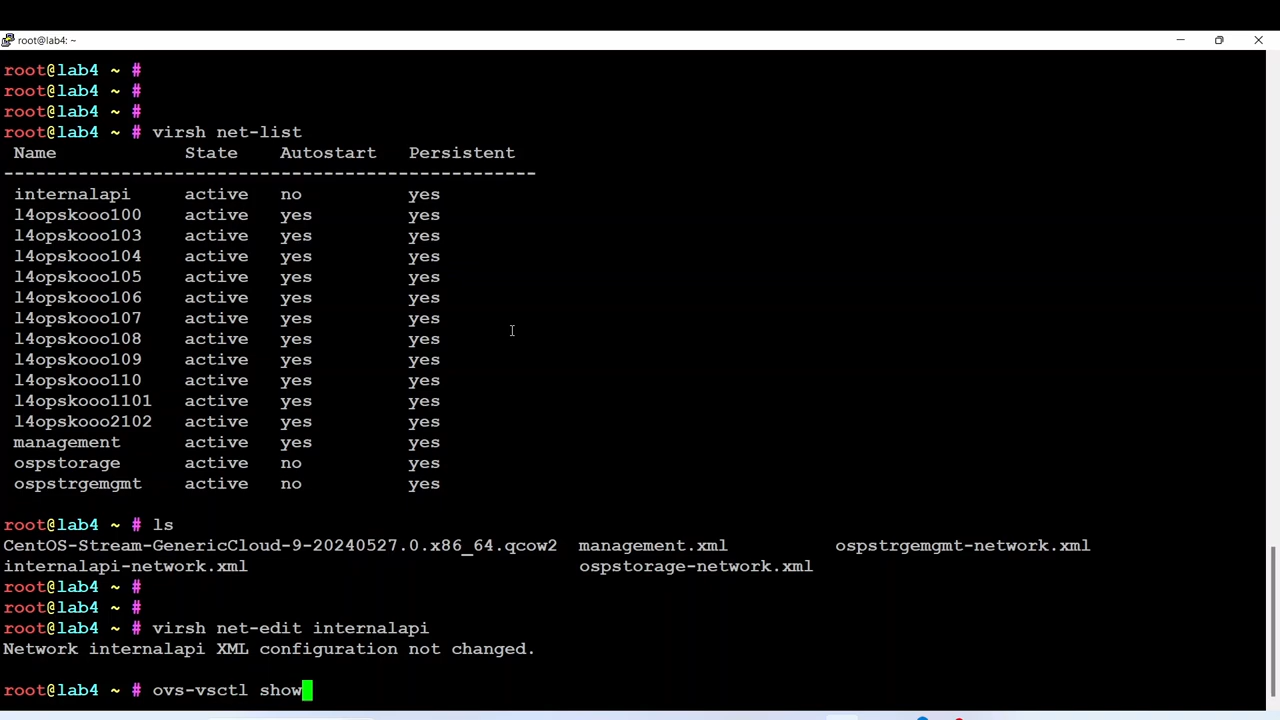 root@lab4: ~
root@lab4 ~ #
root@lab4 ~ #
root@lab4 ~ #
root@lab4 ~ # virsh net-list
Name State Autostart Persistent
--------------------------------------------------
internalapi active no yes
l4opskooo100 active yes yes
l4opskooo103 active yes yes
l4opskooo104 active yes yes
l4opskooo105 active yes yes
l4opskooo106 active yes yes
l4opskooo107 active yes yes
l4opskooo108 active yes yes
l4opskooo109 active yes yes
l4opskooo110 active yes yes
l4opskooo1101 active yes yes
l4opskooo2102 active yes yes
management active yes yes
ospstorage active no yes
ospstrgemgmt active no yes
root@lab4 ~ # ls
CentOS-Stream-GenericCloud-9-20240527.0.x86_64.qcow2 management.xml ospstrgemgmt-network.xml
internalapi-network.xml ospstorage-network.xml
root@lab4 ~ #
root@lab4 ~ #
root@lab4 ~ # virsh net-edit internalapi
Network internalapi XML configuration not changed.
root@lab4 ~ # ovs-vsctl show